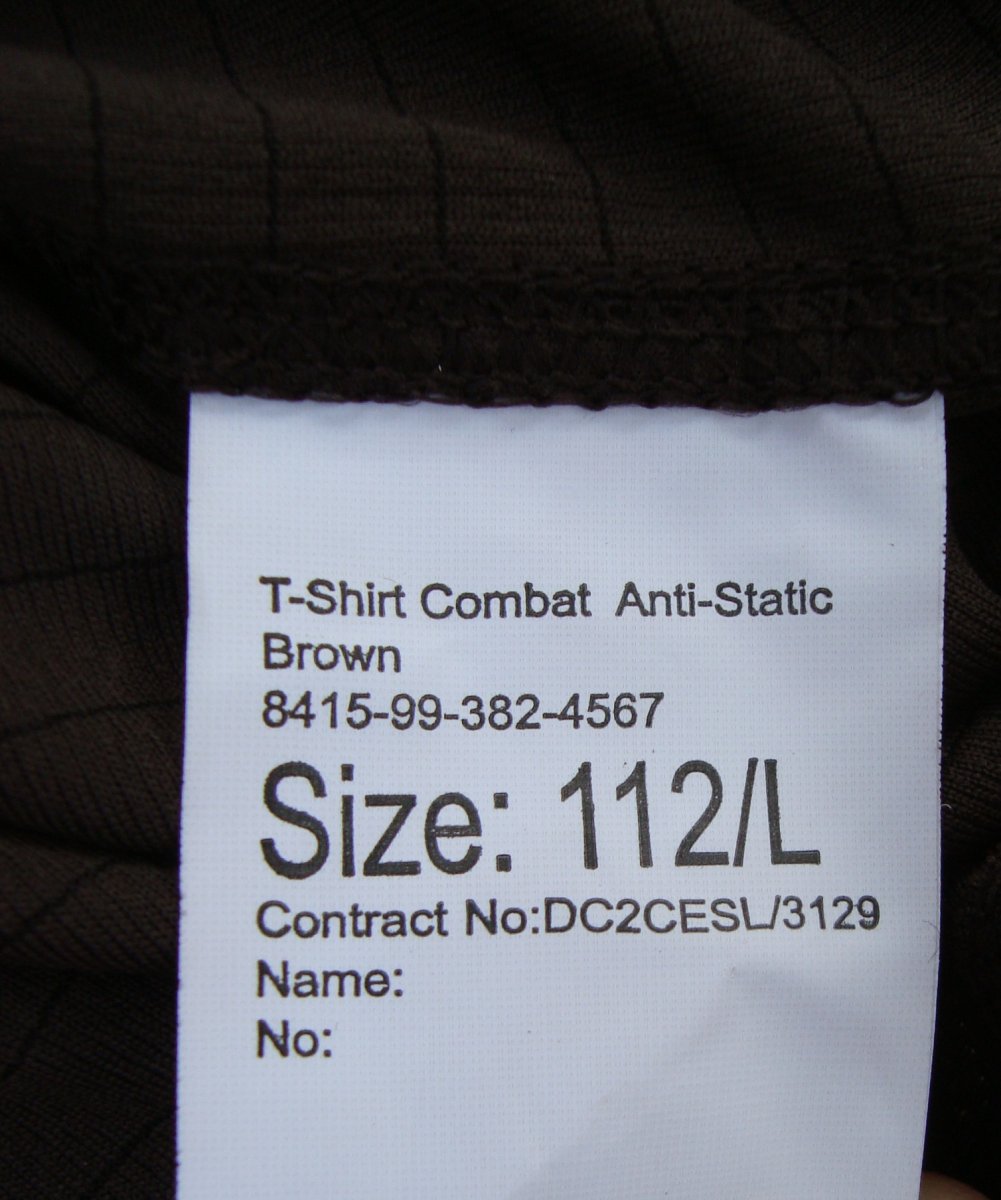 T-Shirt Combat Anti-Static
Brown
8415-99-382-4567
Size: 112/L
Contract No:DC2CESL/3129
Name:
No: